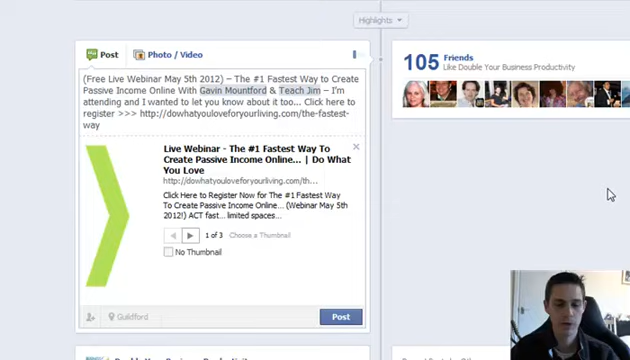 Highlights
Post
Photo / Video
(Free Live Webinar May 5th 2012) – The #1 Fastest Way to Create
Passive Income Online With Gavin Mountford & Teach Jim – I'm
attending and I wanted to let you know about it too... Click here to
register >>> http://dowhatyouloveforyourliving.com/the-fastest-
way
Live Webinar - The #1 Fastest Way To
Create Passive Income Online... | Do What
You Love
http://dowhatyouloveforyourliving.com/th...
Click Here to Register Now for The #1 Fastest Way
To Create Passive Income Online... (Webinar May 5th
2012!) ACT fast... limited spaces...
1 of 3 Choose a Thumbnail
No Thumbnail
Guildford
Post
105 Friends
Like Double Your Business Productivity